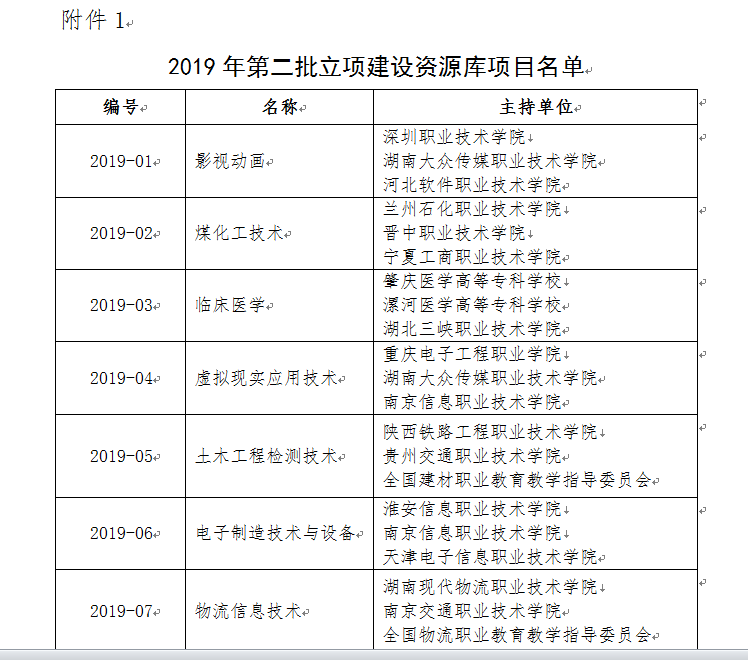 附件 1
2019 年第二批立项建设资源库项目名单
编号 名称 主持单位
2019-01 影视动画 深圳职业技术学院
湖南大众传媒职业技术学院
河北软件职业技术学院
2019-02 煤化工技术 兰州石化职业技术学院
晋中职业技术学院
宁夏工商职业技术学院
2019-03 临床医学 肇庆医学高等专科学校
漯河医学高等专科学校
湖北三峡职业技术学院
2019-04 虚拟现实应用技术 重庆电子工程职业学院
湖南大众传媒职业技术学院
南京信息职业技术学院
2019-05 土木工程检测技术 陕西铁路工程职业技术学院
贵州交通职业技术学院
全国建材职业教育教学指导委员会
2019-06 电子制造技术与设备 淮安信息职业技术学院
南京信息职业技术学院
天津电子信息职业技术学院
2019-07 物流信息技术 湖南现代物流职业技术学院
南京交通职业技术学院
全国物流职业教育教学指导委员会